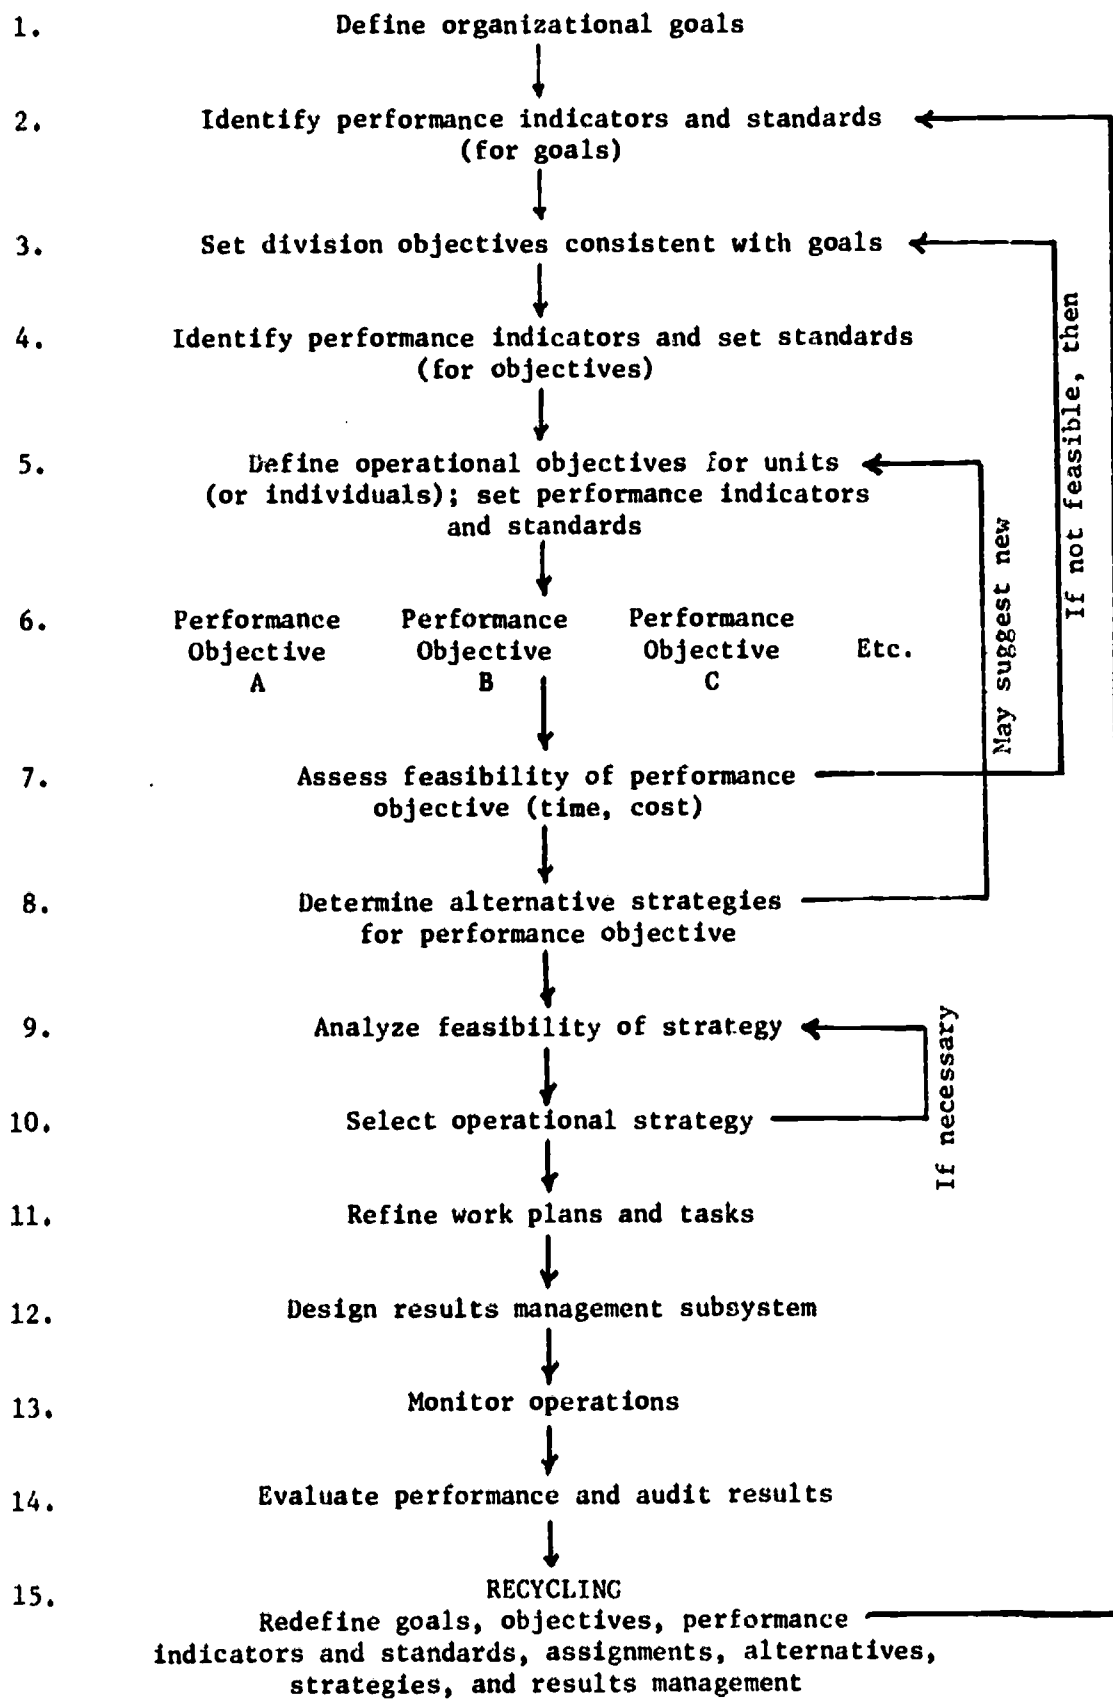 1. Define organizational goals
2. Identify performance indicators and standards
(for goals)
3. Set division objectives consistent with goals
4. Identify performance indicators and set standards
(for objectives)
5. Define operational objectives for units
(or individuals); set performance indicators
and standards
6. Performance Performance Performance
Objective Objective Objective Etc.
A B C
7. Assess feasibility of performance
objective (time, cost)
8. Determine alternative strategies
for performance objective
9. Analyze feasibility of strategy
10. Select operational strategy
11. Refine work plans and tasks
12. Design results management subsystem
13. Monitor operations
14. Evaluate performance and audit results
15. RECYCLING
Redefine goals, objectives, performance
indicators and standards, assignments, alternatives,
strategies, and results management
If not feasible, then
May suggest new
If necessary